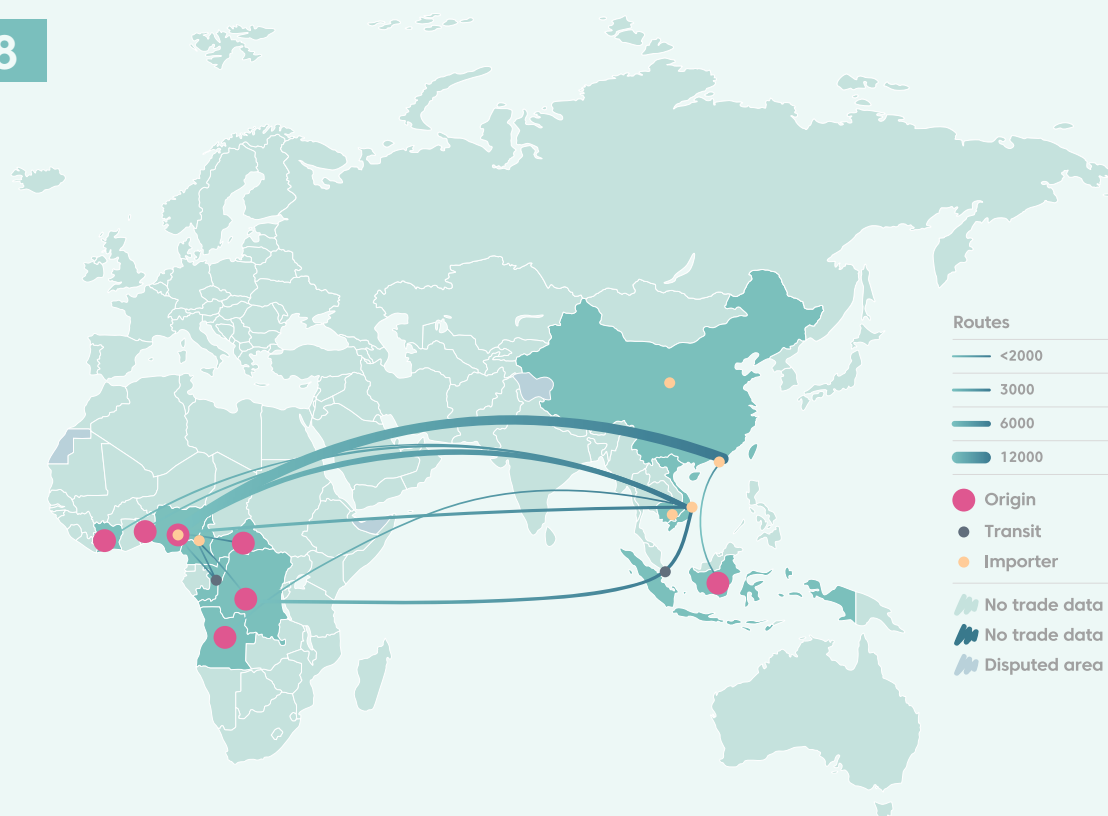 8
Routes
<2000
3000
6000
12000
Origin
Transit
Importer
No trade data
No trade data
Disputed area